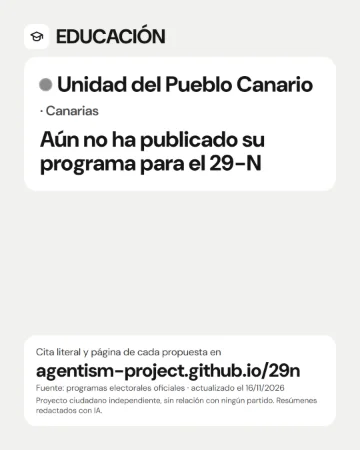 EDUCACIÓN
Unidad del Pueblo Canario
· Canarias
Aún no ha publicado su
programa para el 29-N
Cita literal y página de cada propuesta en
agentism-project.github.io/29n
Fuente: programas electorales oficiales · actualizado el 16/11/2026
Proyecto ciudadano independiente, sin relación con ningún partido. Resúmenes
redactados con IA.